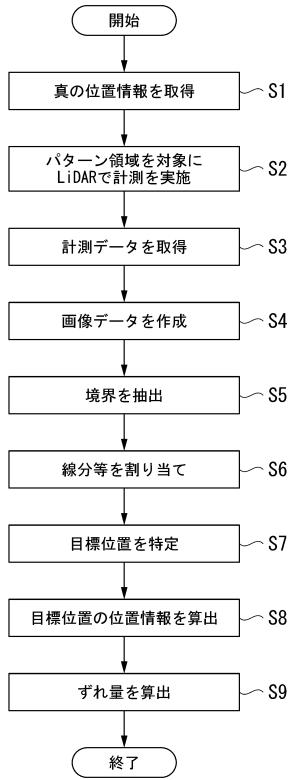 開始
真の位置情報を取得 S1
パターン領域を対象に
LiDARで計測を実施 S2
計測データを取得 S3
画像データを作成 S4
境界を抽出 S5
線分等を割り当て S6
目標位置を特定 S7
目標位置の位置情報を算出 S8
ずれ量を算出 S9
終了